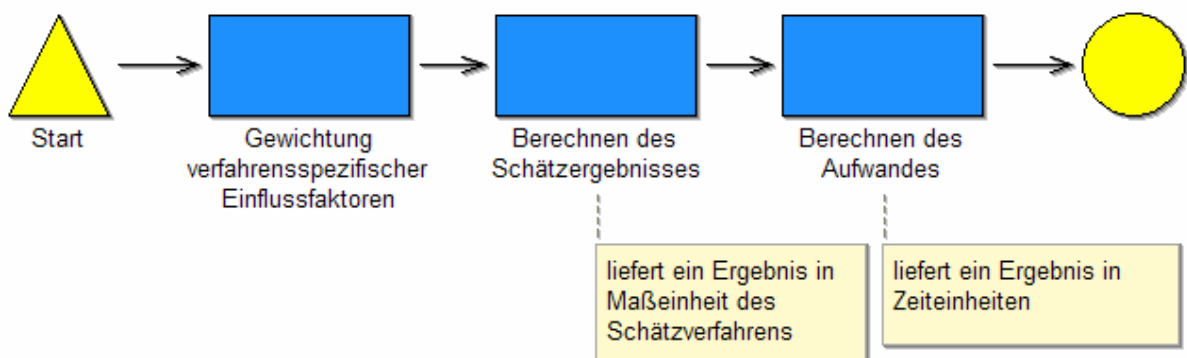 Start
Gewichtung
verfahrensspezifischer
Einflussfaktoren
Berechnen des
Schätzergebnisses
Berechnen des
Aufwandes
liefert ein Ergebnis in
Maßeinheit des
Schätzverfahrens
liefert ein Ergebnis in
Zeiteinheiten